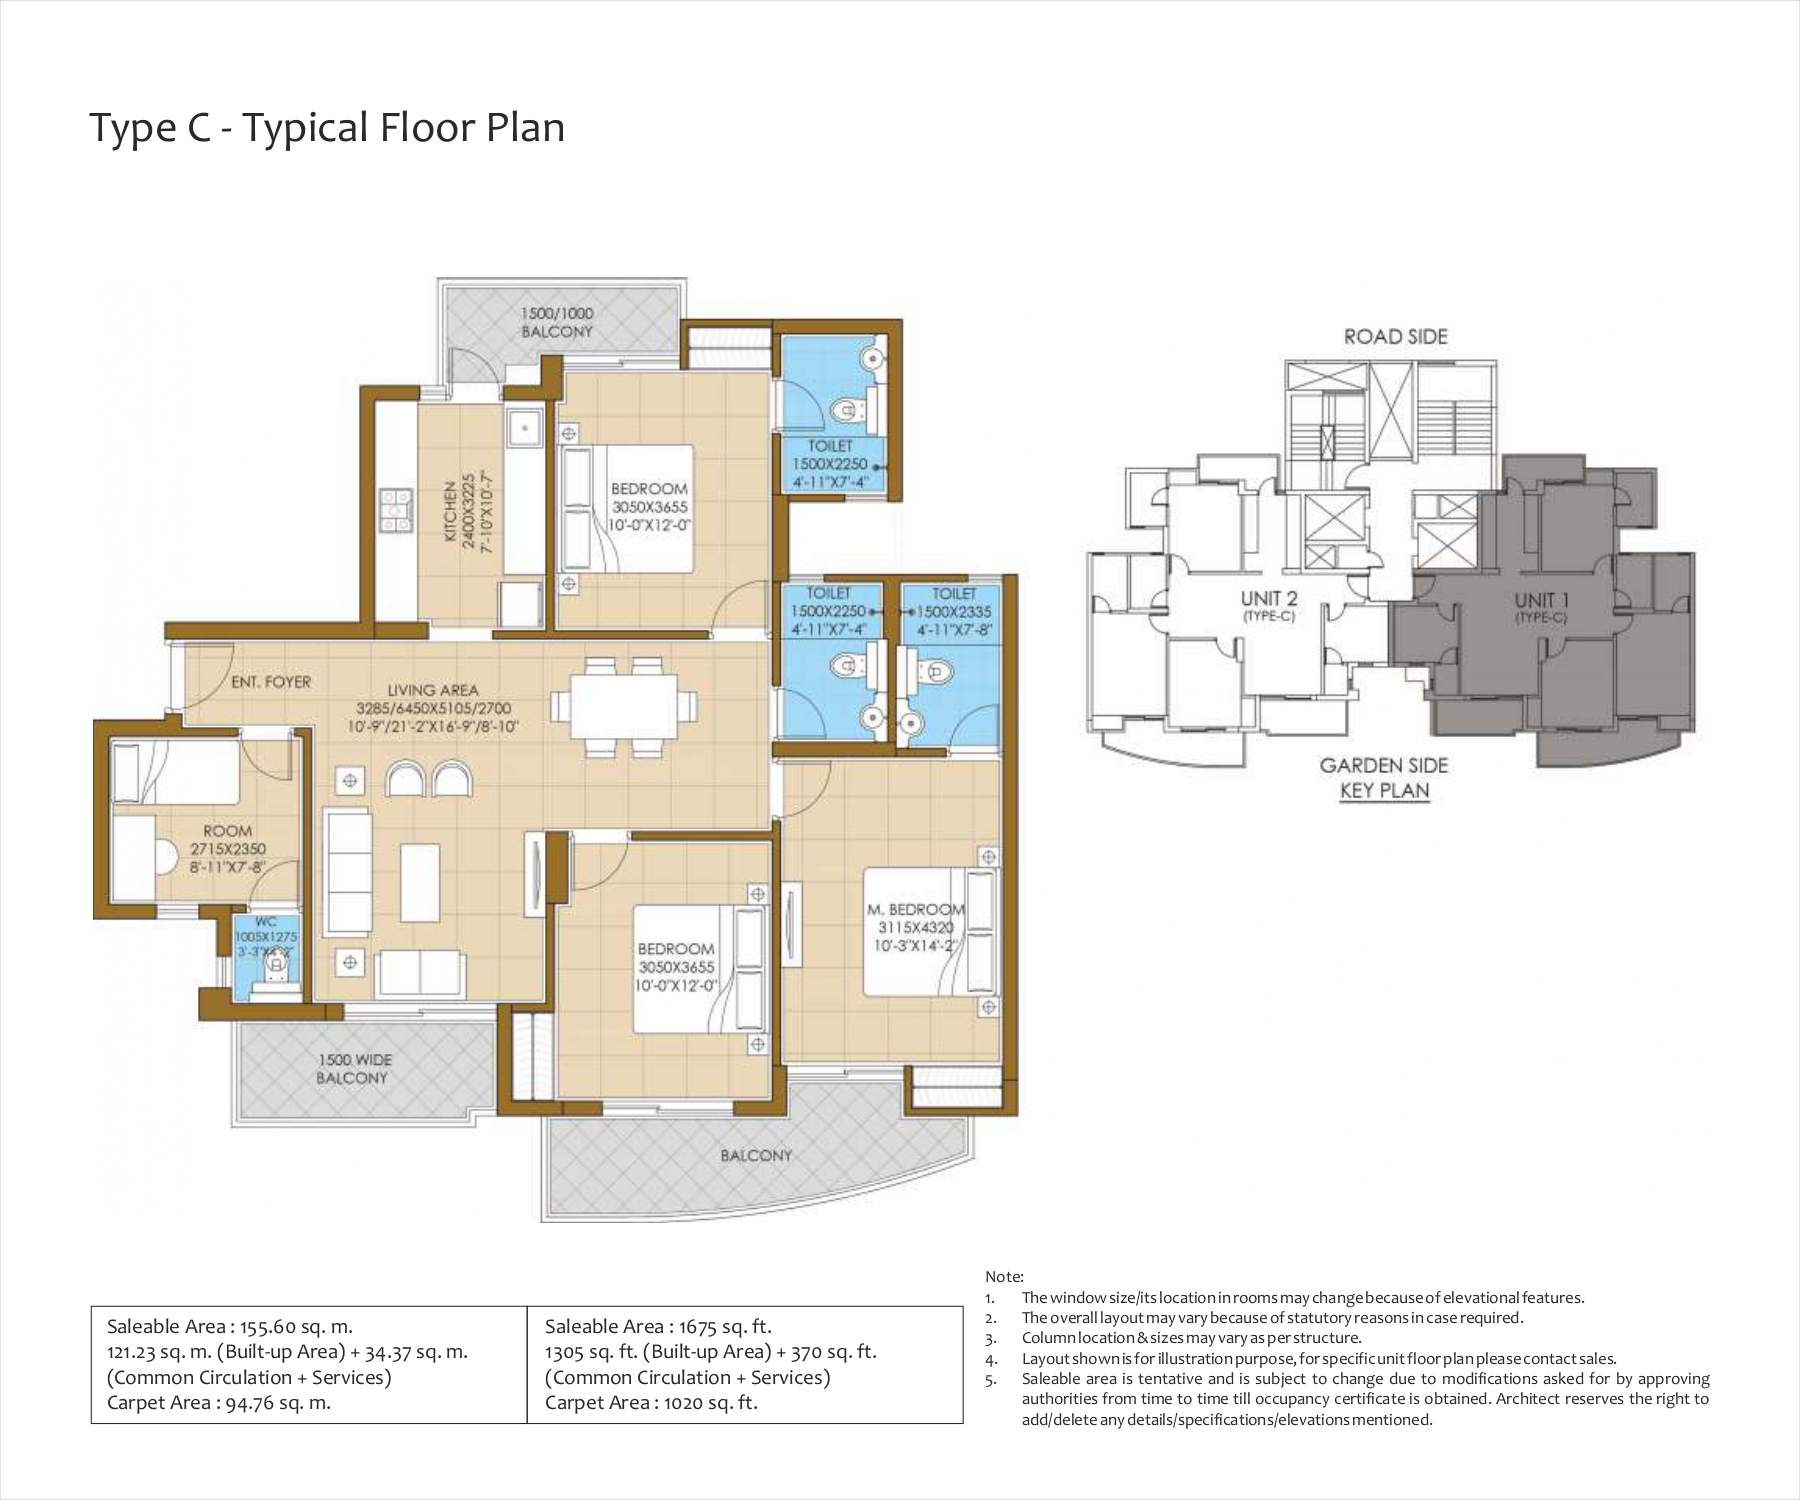 Type C - Typical Floor Plan
1500/1000
BALCONY
ROAD SIDE
TOILET
1500X2250
4'-11"X7'-4"
KITCHEN
2400X3225
7'-10"X10'-7"
BEDROOM
3050X3655
10'-0"X12'-0"
TOILET
1500X2250
4'-11"X7'-4"
TOILET
1500X2335
4'-11"X7'-8"
UNIT 2
(TYPE-C)
UNIT 1
(TYPE-C)
ENT. FOYER
LIVING AREA
3285/6450X5105/2700
10'-9"/21'-2"X16'-9"/8'-10"
GARDEN SIDE
KEY PLAN
ROOM
2715X2350
8'-11"X7'-8"
WC
1005X1275
M. BEDROOM
3115X4320
10'-3"X14'-2"
BEDROOM
3050X3655
10'-0"X12'-0"
1500 WIDE
BALCONY
BALCONY
Saleable Area : 155.60 sq. m.
121.23 sq. m. (Built-up Area) + 34.37 sq. m.
(Common Circulation + Services)
Carpet Area : 94.76 sq. m.
Saleable Area : 1675 sq. ft.
1305 sq. ft. (Built-up Area) + 370 sq. ft.
(Common Circulation + Services)
Carpet Area : 1020 sq. ft.
Note:
1. The window size/its location in rooms may change because of elevational features.
2. The overall layout may vary because of statutory reasons in case required.
3. Column location & sizes may vary as per structure.
4. Layout shown is for illustration purpose, for specific unit floor plan please contact sales.
5. Saleable area is tentative and is subject to change due to modifications asked for by approving
authorities from time to time till occupancy certificate is obtained. Architect reserves the right to
add/delete any details/specifications/elevations mentioned.